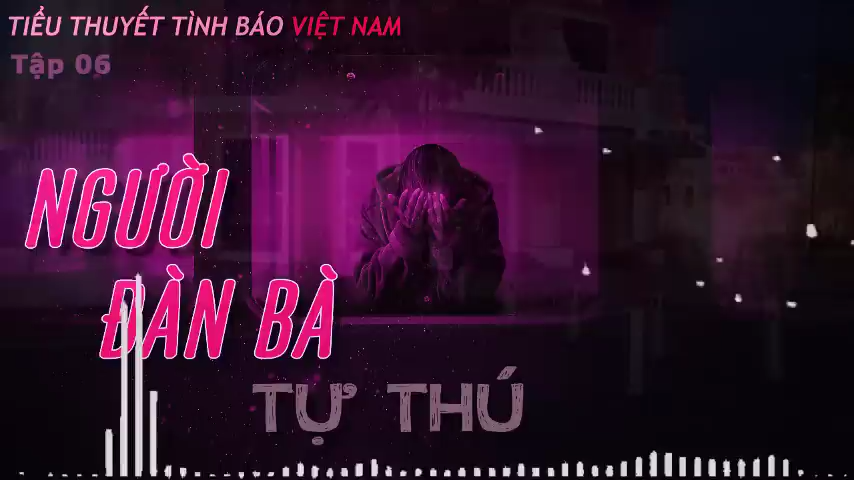 TIỂU THUYẾT TÌNH BÁO VIỆT NAM
Tập 06
NGƯỜI
ĐÀN BÀ
TỰ THÚ